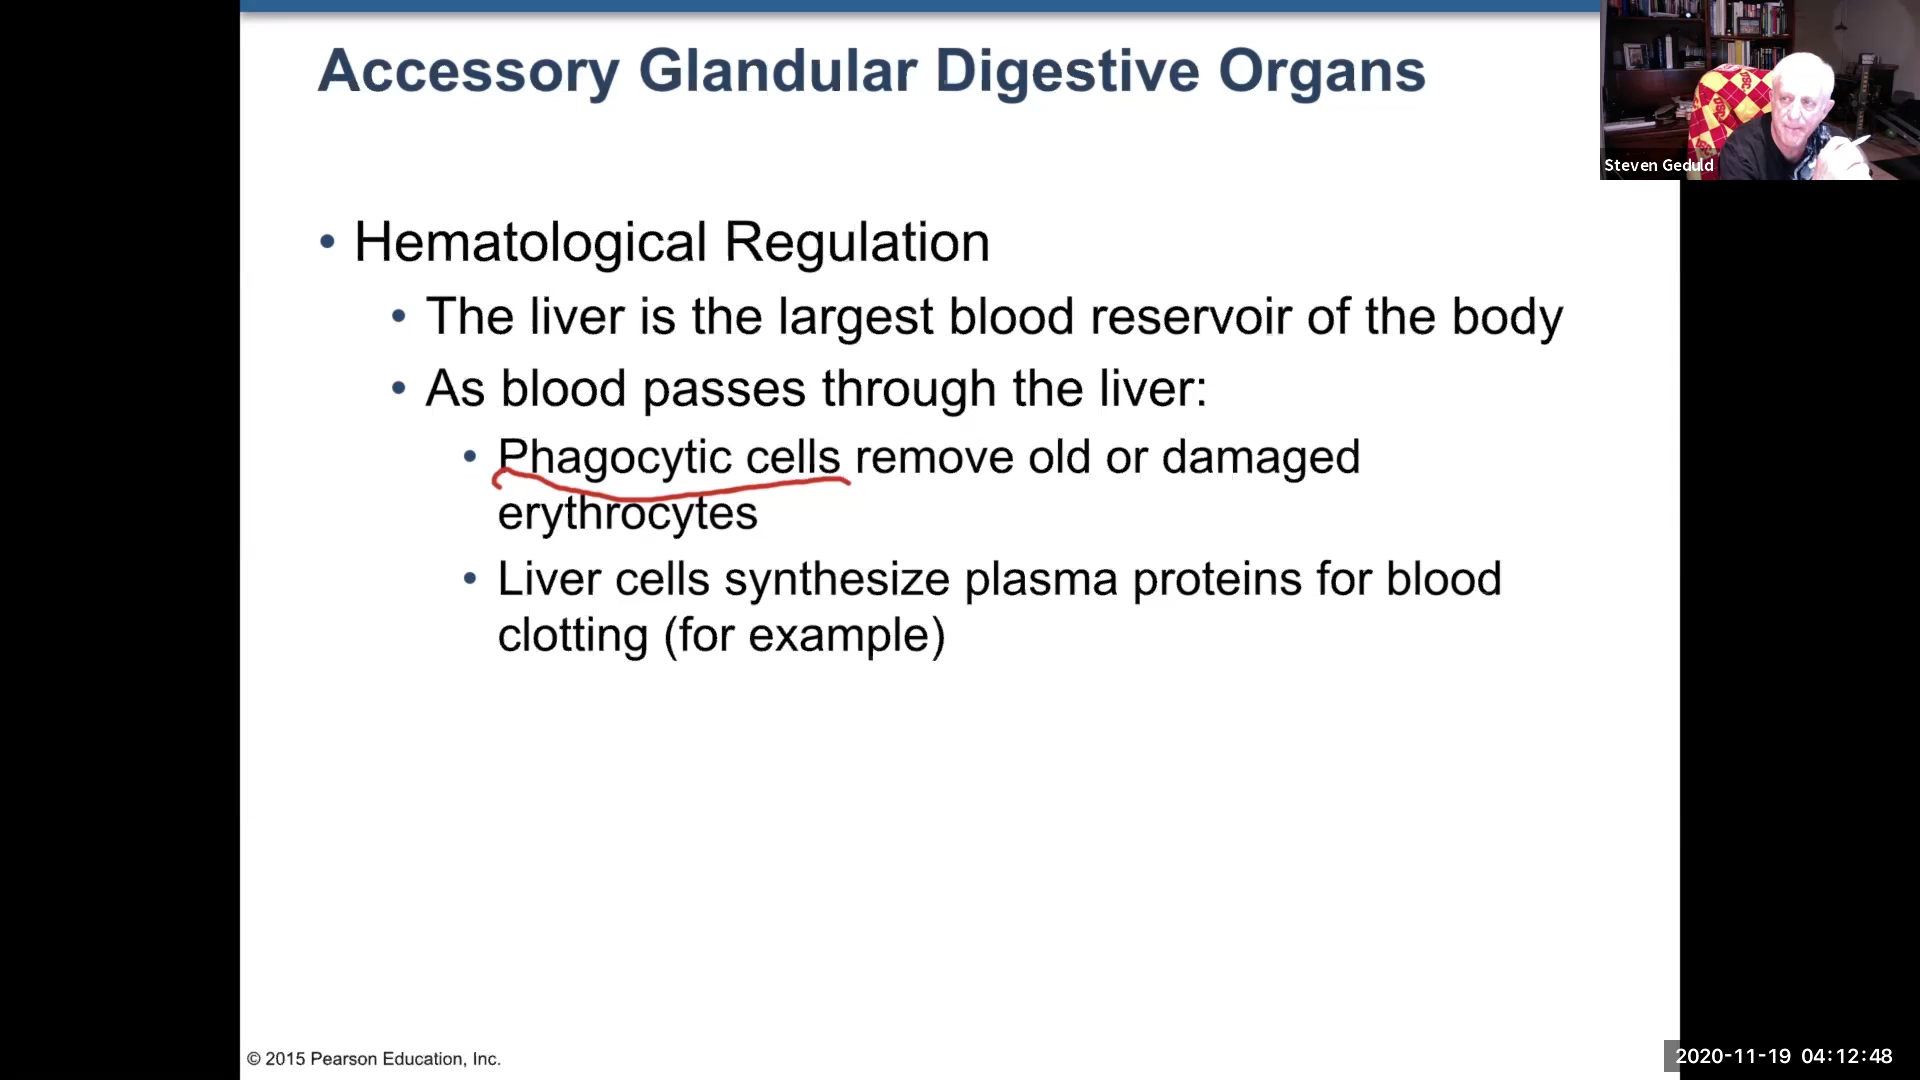 Accessory Glandular Digestive Organs
Steven Geduld
• Hematological Regulation
• The liver is the largest blood reservoir of the body
• As blood passes through the liver:
• Phagocytic cells remove old or damaged
erythrocytes
• Liver cells synthesize plasma proteins for blood
clotting (for example)
© 2015 Pearson Education, Inc.
2020-11-19 04:12:48